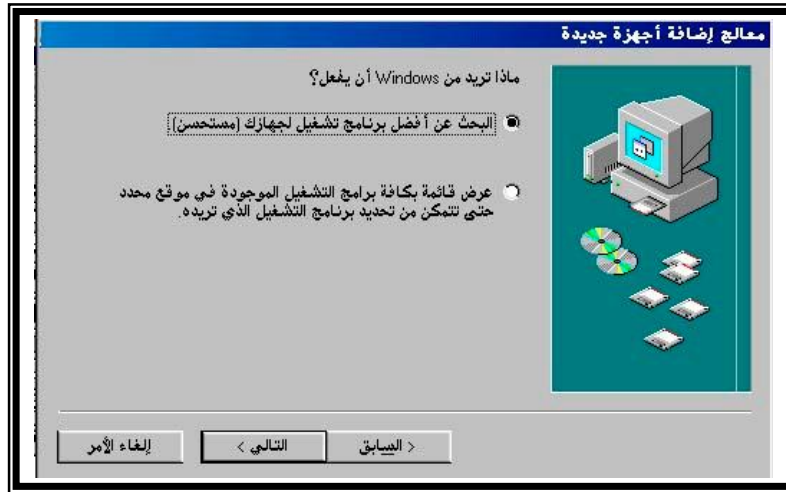 معالج إضافة أجهزة جديدة
ماذا تريد من Windows أن يفعل؟
البحث عن أفضل برنامج تشغيل لجهازك (مستحسن)
عرض قائمة بكافة برامج التشغيل الموجودة في موقع محدد
حتى تتمكن من تحديد برنامج التشغيل الذي تريده.
< السابق
التالي >
إلغاء الأمر